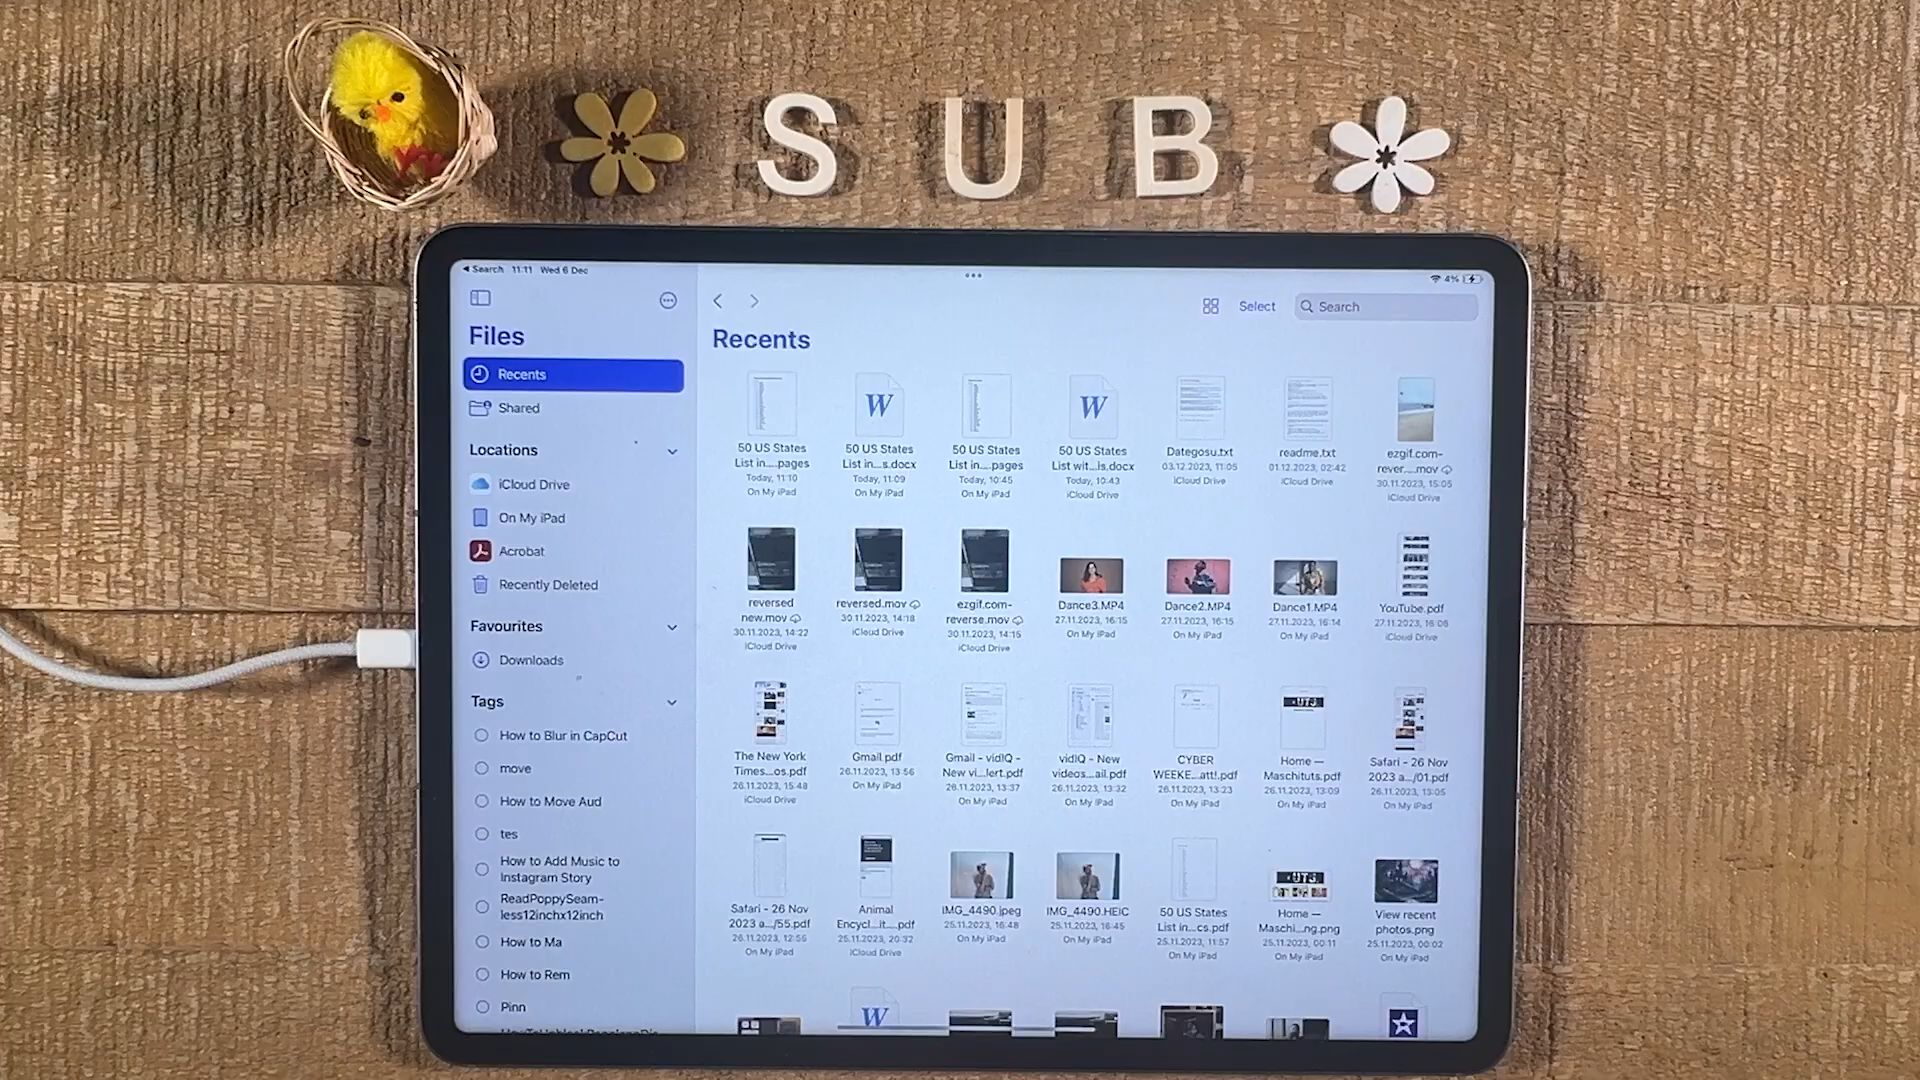 SUB
Search 11:11 Wed 6 Dec
4%
Files
Recents
Shared
Locations
iCloud Drive
On My iPad
Acrobat
Recently Deleted
Favourites
Downloads
Tags
How to Blur in CapCut
move
How to Move Aud
tes
How to Add Music to
Instagram Story
ReadPoppySeam-
less12inchx12inch
How to Ma
How to Rem
Pinn
Select
Search
Recents
50 US States
List in....pages
Today, 11:10
On My iPad
50 US States
List in...s.docx
Today, 11:09
On My iPad
50 US States
List in....pages
Today, 10:45
On My iPad
50 US States
List wit...ls.docx
Today, 10:43
iCloud Drive
Dategosu.txt
03.12.2023, 11:05
iCloud Drive
readme.txt
01.12.2023, 02:42
iCloud Drive
ezgif.com-
rever....mov
30.11.2023, 15:05
iCloud Drive
reversed
new.mov
30.11.2023, 14:22
iCloud Drive
reversed.mov
30.11.2023, 14:18
iCloud Drive
ezgif.com-
reverse.mov
30.11.2023, 14:15
iCloud Drive
Dance3.MP4
27.11.2023, 16:15
On My iPad
Dance2.MP4
27.11.2023, 16:15
On My iPad
Dance1.MP4
27.11.2023, 16:14
On My iPad
YouTube.pdf
27.11.2023, 16:08
iCloud Drive
The New York
Times...os.pdf
26.11.2023, 15:48
iCloud Drive
Gmail.pdf
26.11.2023, 13:56
On My iPad
Gmail - vidIQ -
New vi...lert.pdf
26.11.2023, 13:37
On My iPad
vidIQ - New
videos...ail.pdf
26.11.2023, 13:32
On My iPad
CYBER
WEEKE...att!.pdf
26.11.2023, 13:23
On My iPad
Home —
Maschituts.pdf
26.11.2023, 13:09
On My iPad
Safari - 26 Nov
2023 a.../01.pdf
26.11.2023, 13:05
On My iPad
Safari - 26 Nov
2023 a.../55.pdf
26.11.2023, 12:56
On My iPad
Animal
Encycl...it....pdf
25.11.2023, 20:32
iCloud Drive
IMG_4490.jpeg
25.11.2023, 16:48
On My iPad
IMG_4490.HEIC
25.11.2023, 16:45
On My iPad
50 US States
List in...cs.pdf
25.11.2023, 11:57
On My iPad
Home —
Maschi...ng.png
25.11.2023, 00:11
On My iPad
View recent
photos.png
25.11.2023, 00:02
On My iPad